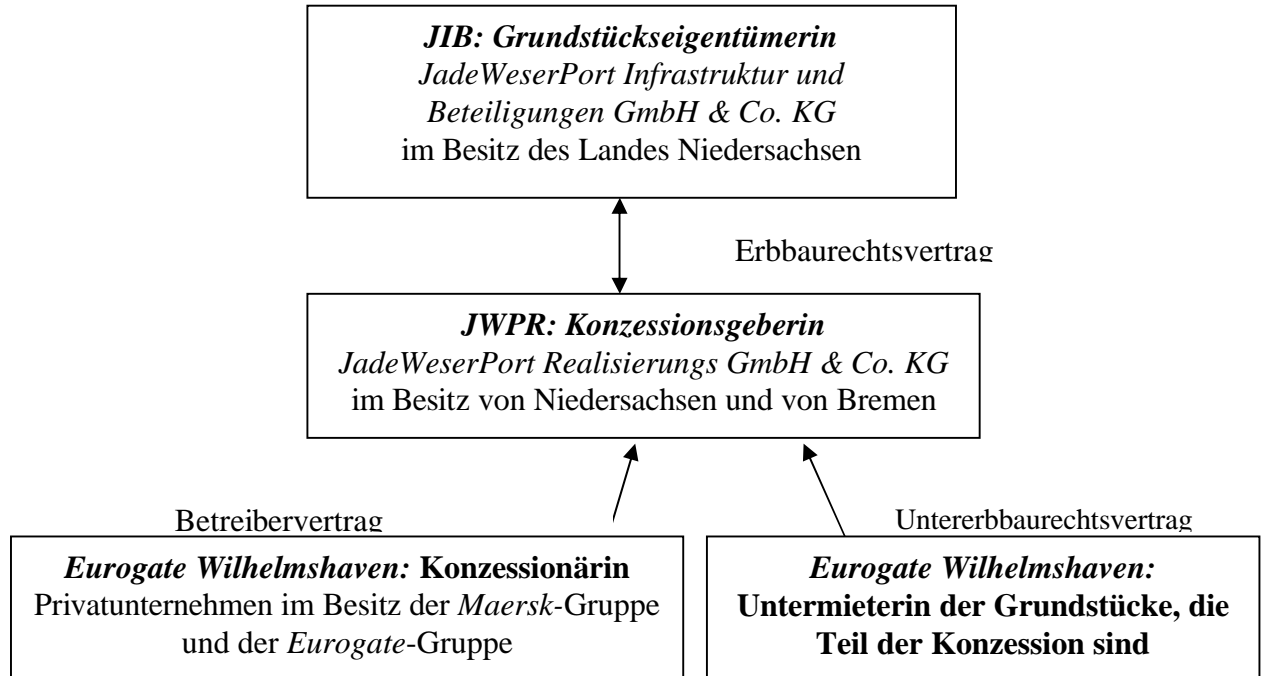 JIB: Grundstückseigentümerin
JadeWeserPort Infrastruktur und
Beteiligungen GmbH & Co. KG
im Besitz des Landes Niedersachsen
Erbbaurechtsvertrag
JWPR: Konzessionsgeberin
JadeWeserPort Realisierungs GmbH & Co. KG
im Besitz von Niedersachsen und von Bremen
Betreibervertrag
Untererbbaurechtsvertrag
Eurogate Wilhelmshaven: Konzessionärin
Privatunternehmen im Besitz der Maersk-Gruppe
und der Eurogate-Gruppe
Eurogate Wilhelmshaven:
Untermieterin der Grundstücke, die
Teil der Konzession sind